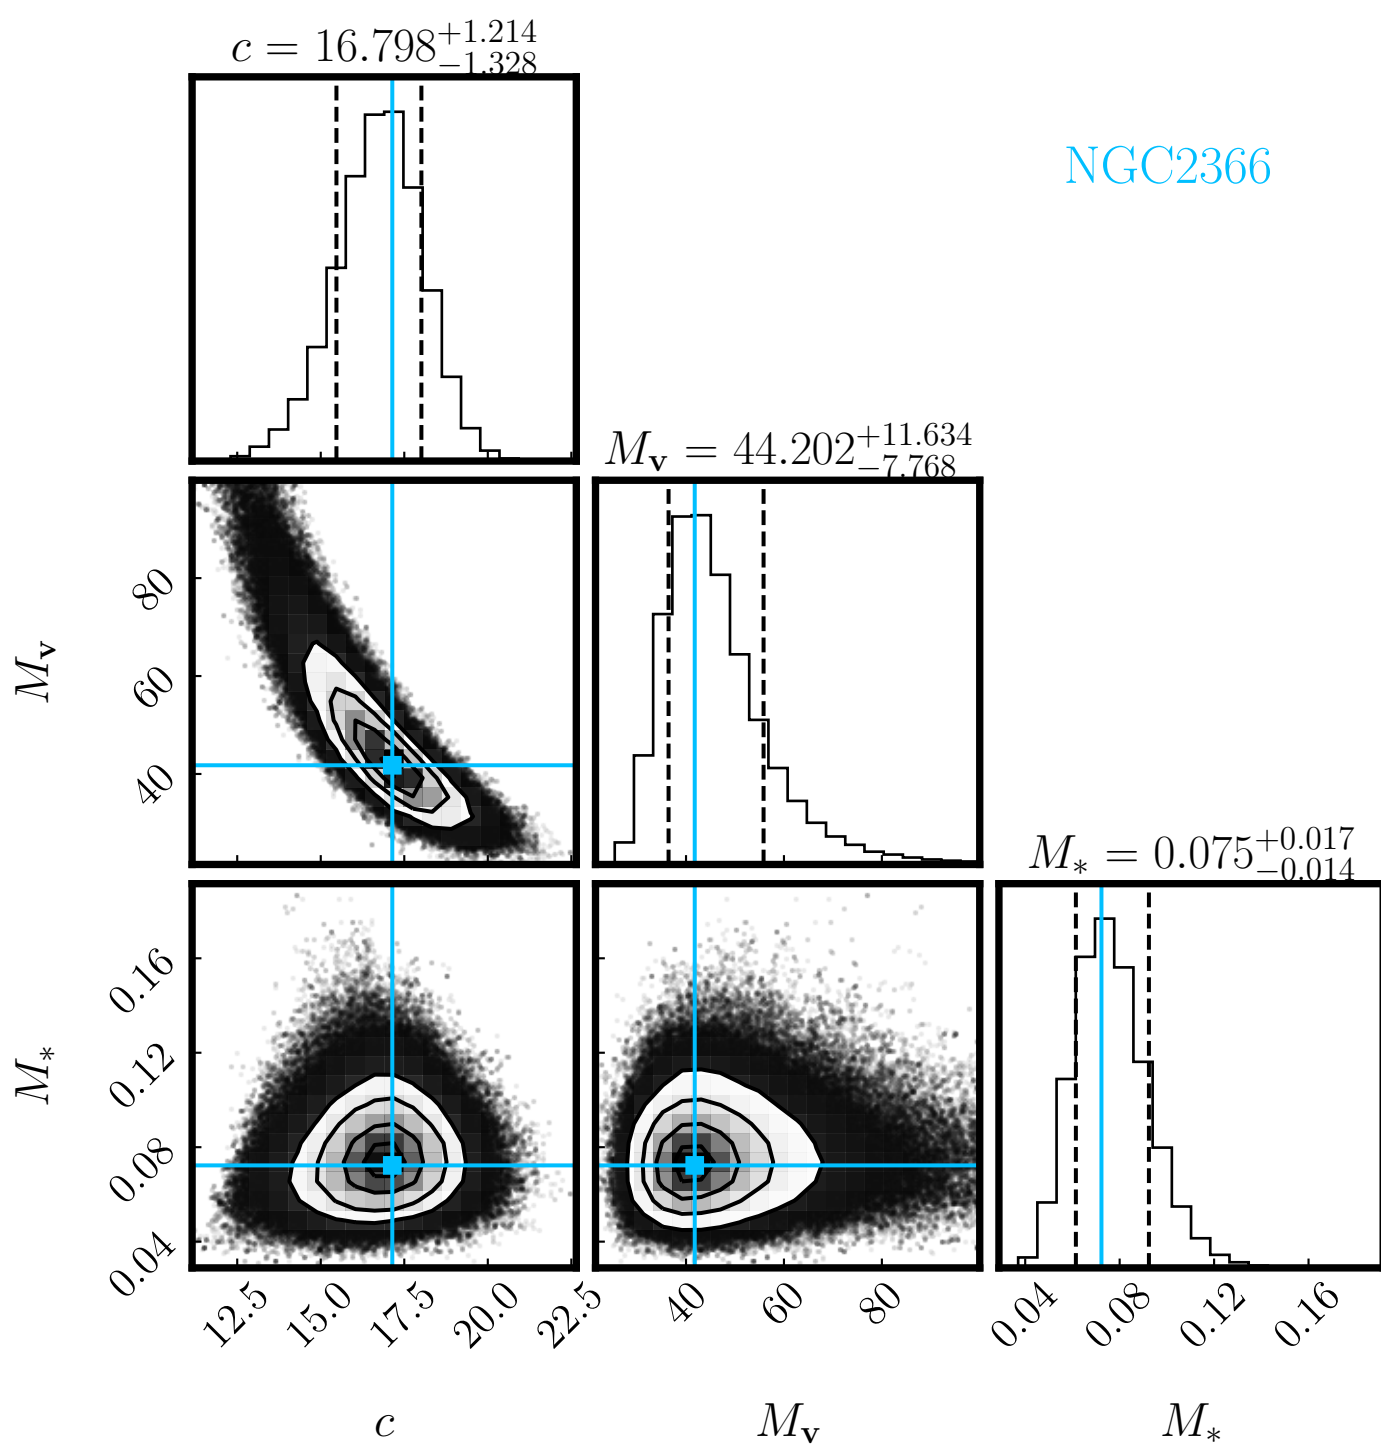 c = 16.798+1.214−1.328
NGC2366
Mv = 44.202+11.634−7.768
Mv
80
60
40
M* = 0.075+0.017−0.014
M*
0.16
0.12
0.08
0.04
12.5 15.0 17.5 20.0 22.5 40 60 80 0.04 0.08 0.12 0.16
c Mv M*